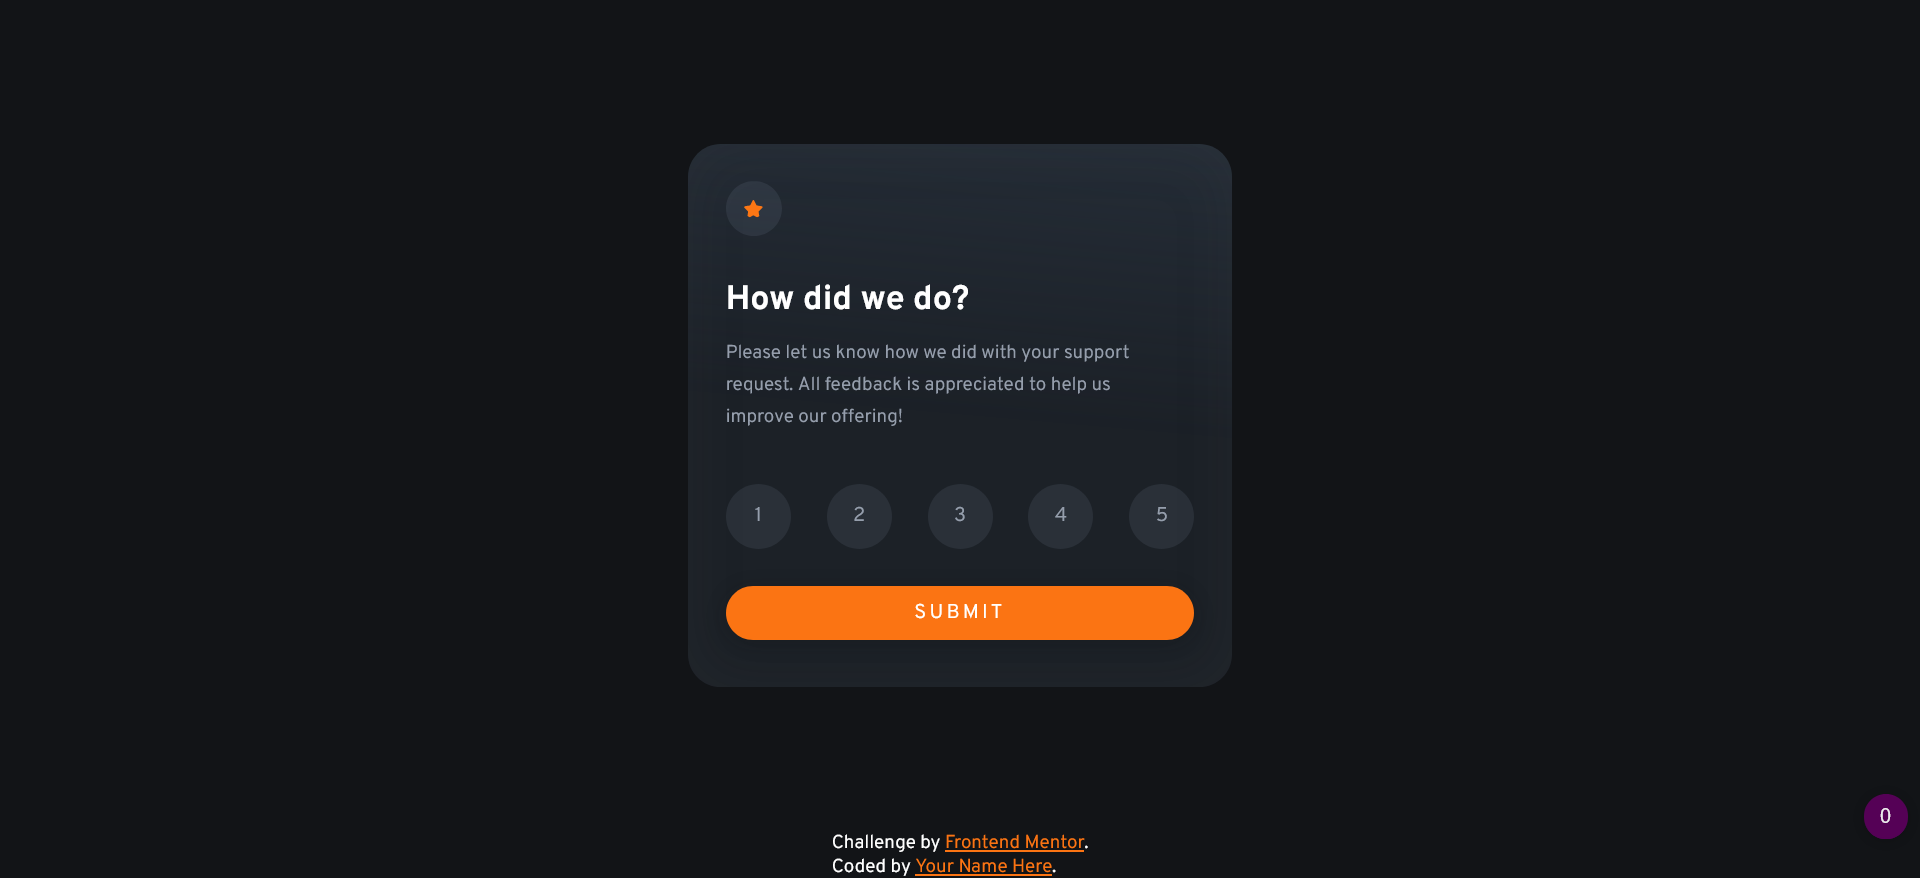 How did we do?
Please let us know how we did with your support
request. All feedback is appreciated to help us
improve our offering!
1 2 3 4 5
SUBMIT
0
Challenge by Frontend Mentor.
Coded by Your Name Here.